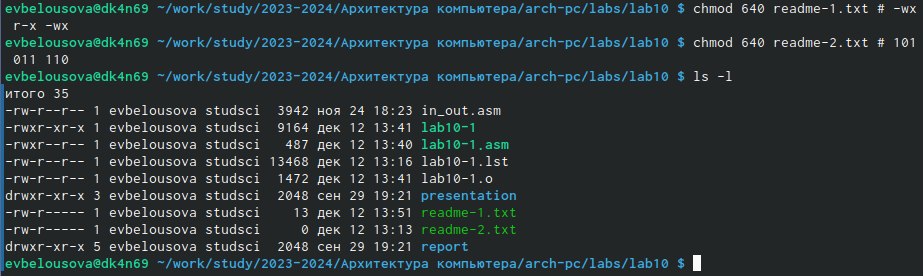 evbelousova@dk4n69 ~/work/study/2023-2024/Архитектура компьютера/arch-pc/labs/lab10 $ chmod 640 readme-1.txt # -wx
 r-x -wx
evbelousova@dk4n69 ~/work/study/2023-2024/Архитектура компьютера/arch-pc/labs/lab10 $ chmod 640 readme-2.txt # 101
 011 110
evbelousova@dk4n69 ~/work/study/2023-2024/Архитектура компьютера/arch-pc/labs/lab10 $ ls -l
итого 35
-rw-r--r-- 1 evbelousova studsci  3942 ноя 24 18:23 in_out.asm
-rwxr-xr-x 1 evbelousova studsci  9164 дек 12 13:41 lab10-1
-rw-r--r-- 1 evbelousova studsci   487 дек 12 13:40 lab10-1.asm
-rw-r--r-- 1 evbelousova studsci 13468 дек 12 13:16 lab10-1.lst
-rw-r--r-- 1 evbelousova studsci  1472 дек 12 13:41 lab10-1.o
drwxr-xr-x 3 evbelousova studsci  2048 сен 29 19:21 presentation
-rw-r----- 1 evbelousova studsci    13 дек 12 13:51 readme-1.txt
-rw-r----- 1 evbelousova studsci     0 дек 12 13:13 readme-2.txt
drwxr-xr-x 5 evbelousova studsci  2048 сен 29 19:21 report
evbelousova@dk4n69 ~/work/study/2023-2024/Архитектура компьютера/arch-pc/labs/lab10 $